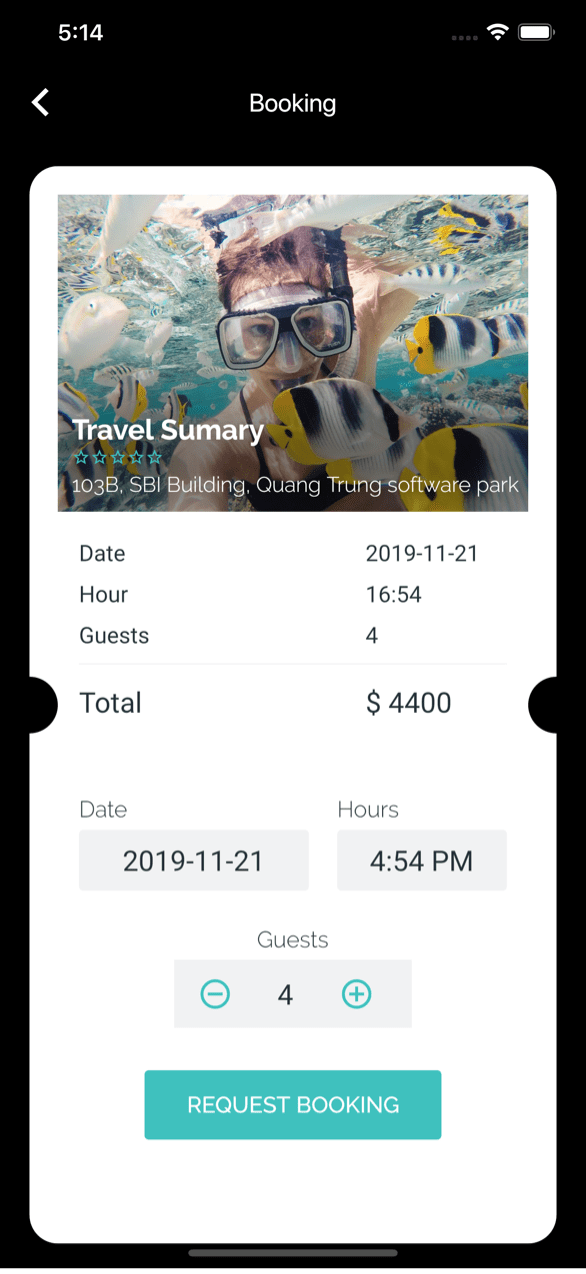 5:14
Booking
Travel Sumary
103B, SBI Building, Quang Trung software park
Date 2019-11-21
Hour 16:54
Guests 4
Total $ 4400
Date Hours
2019-11-21 4:54 PM
Guests
4
REQUEST BOOKING